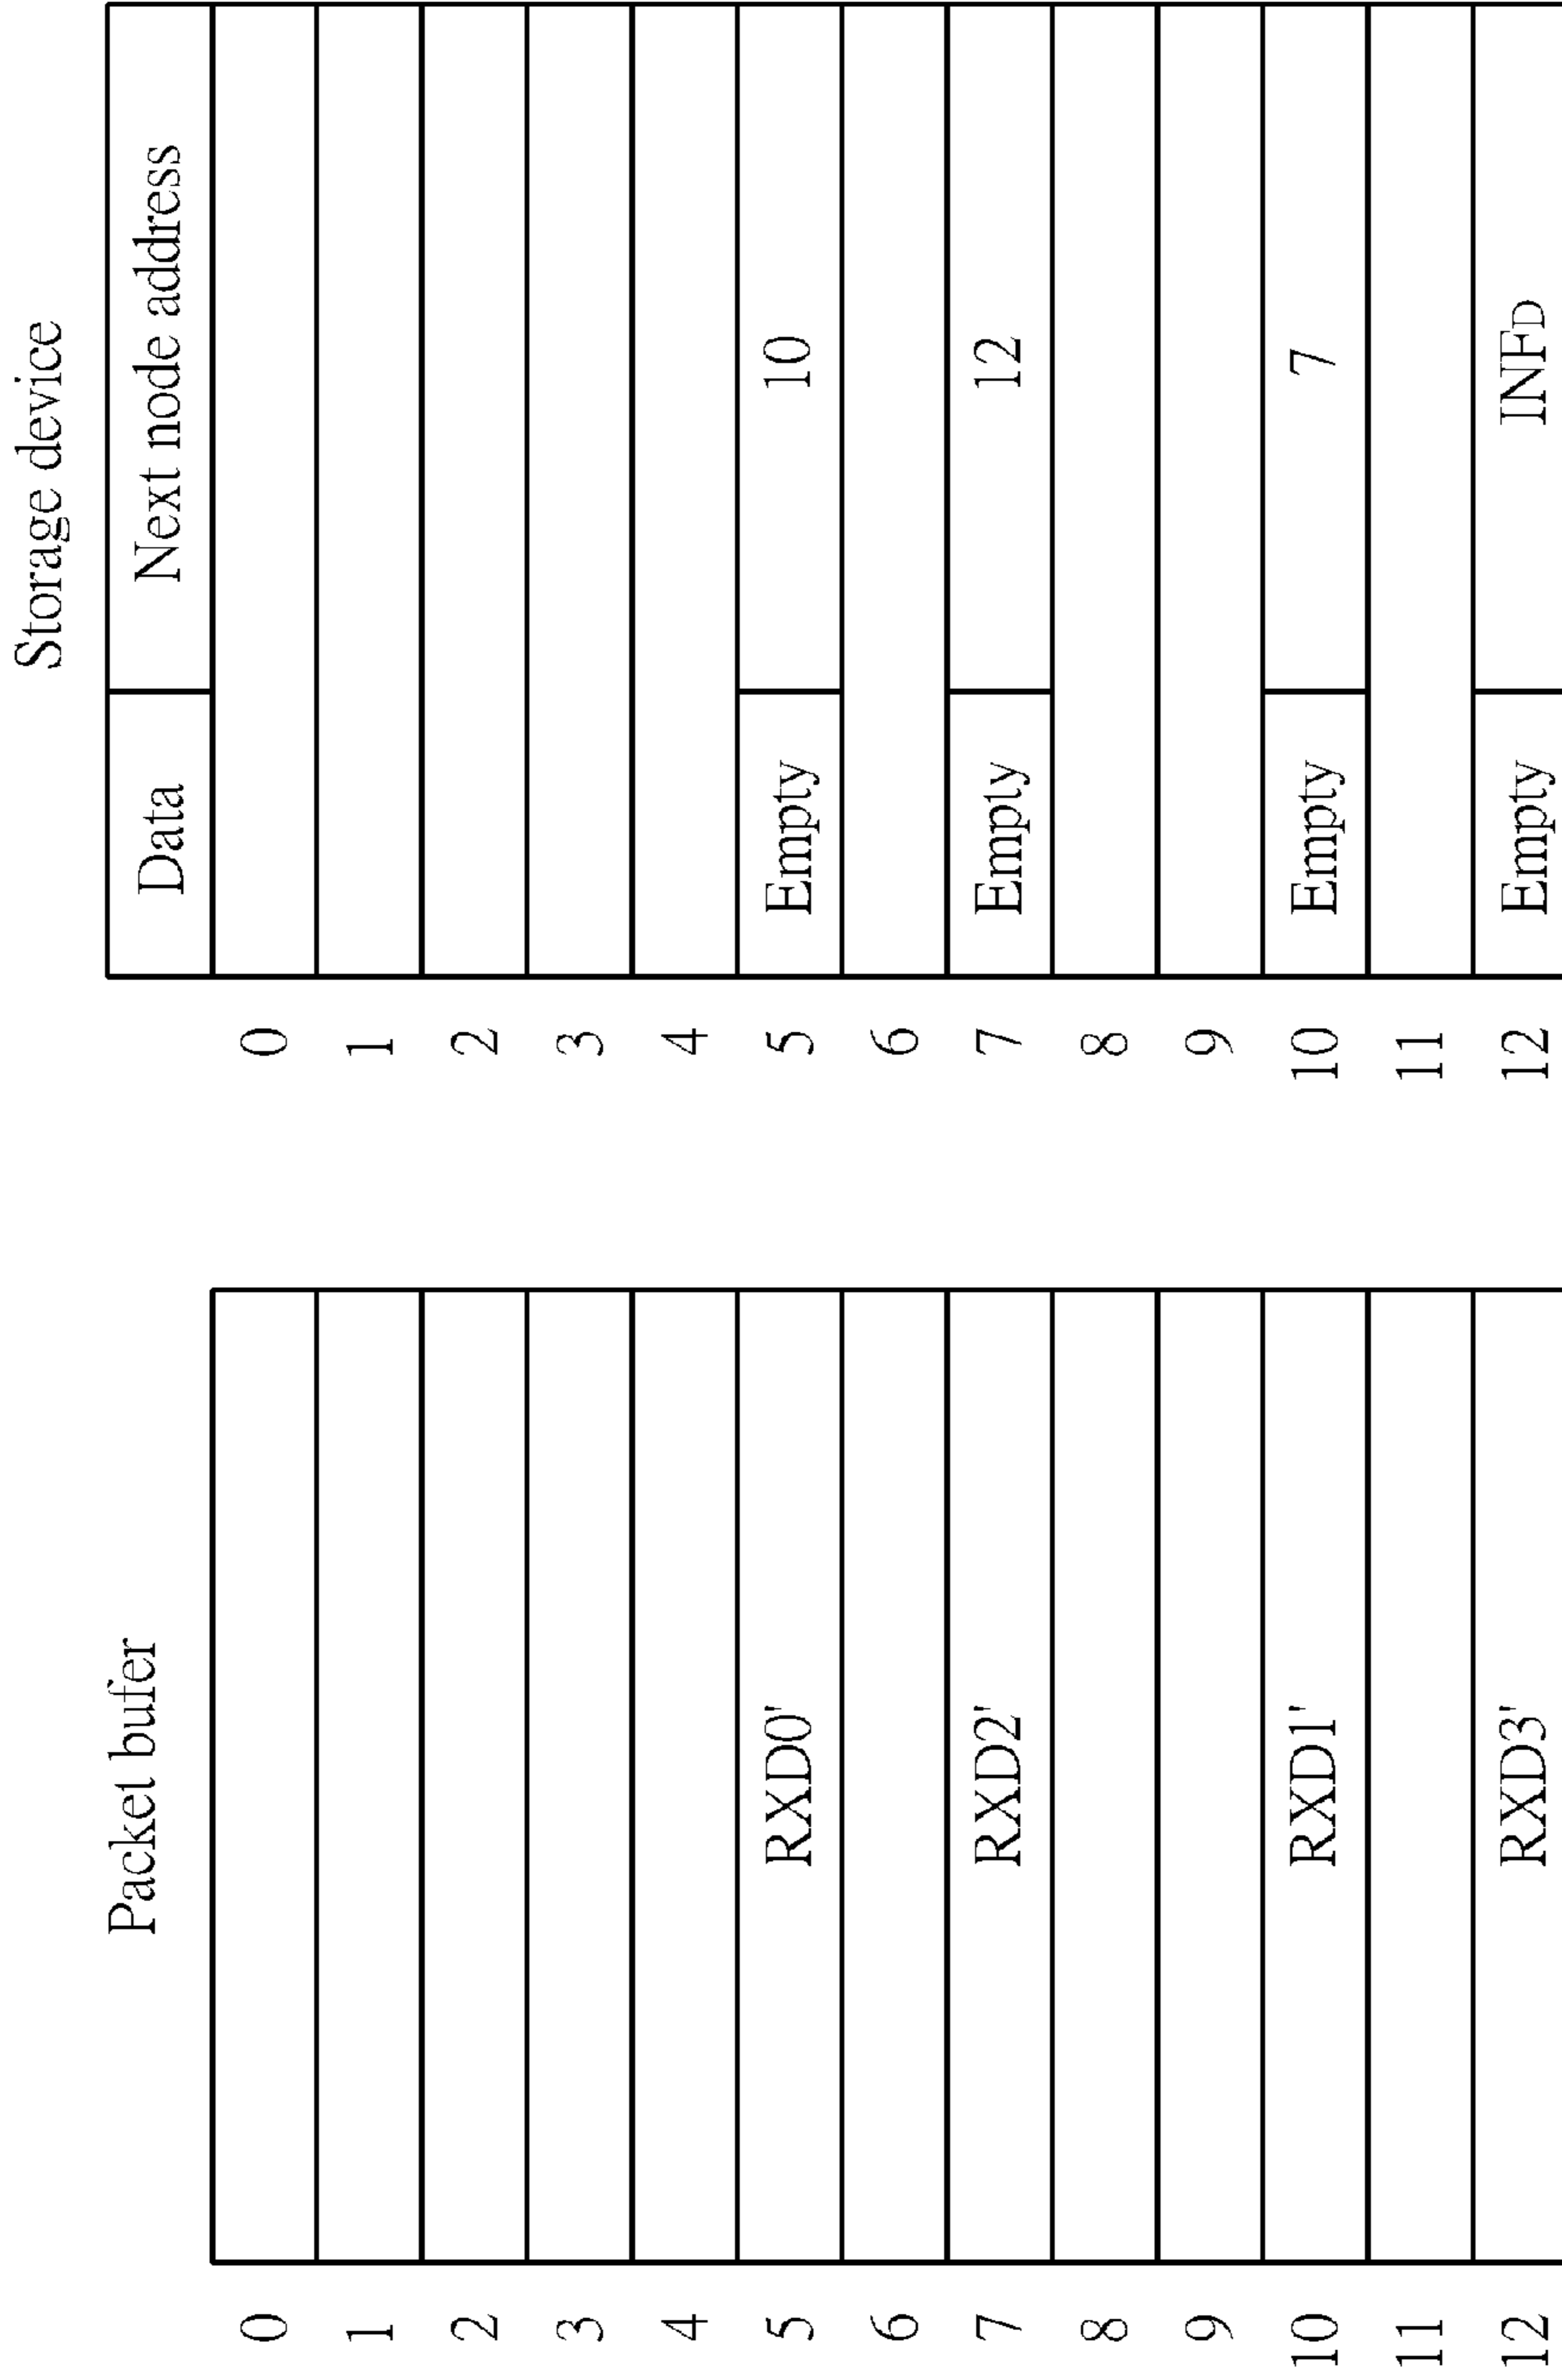 Packet bufer
0
1
2
3
4
5 RXD0'
6
7 RXD2'
8
9
10 RXD1'
11
12 RXD3'
Storage device
Data Next node address
0
1
2
3
4
5 Empty 10
6
7 Empty 12
8
9
10 Empty 7
11
12 Empty INFD